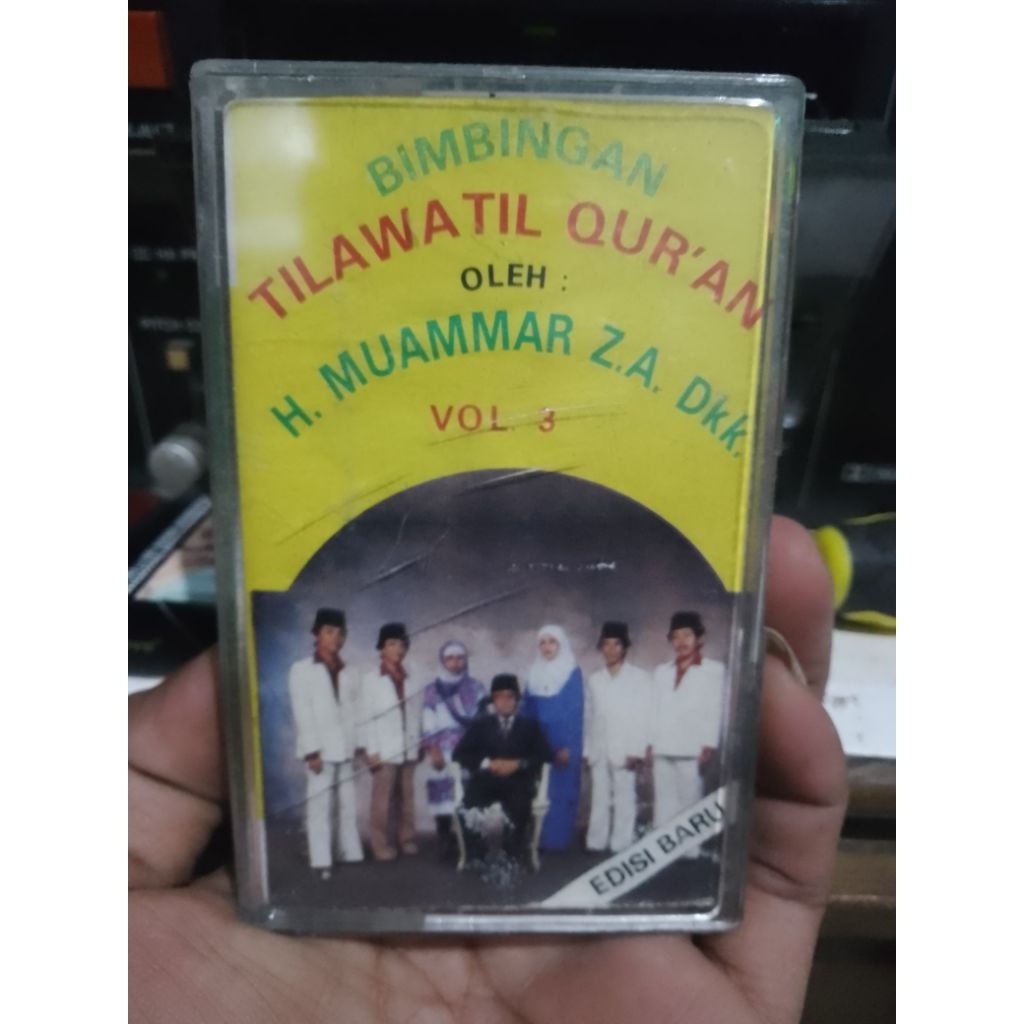 BIMBINGAN
TILAWATIL QUR'AN
OLEH :
H. MUAMMAR Z.A. Dkk.
VOL. 3
EDISI BARU